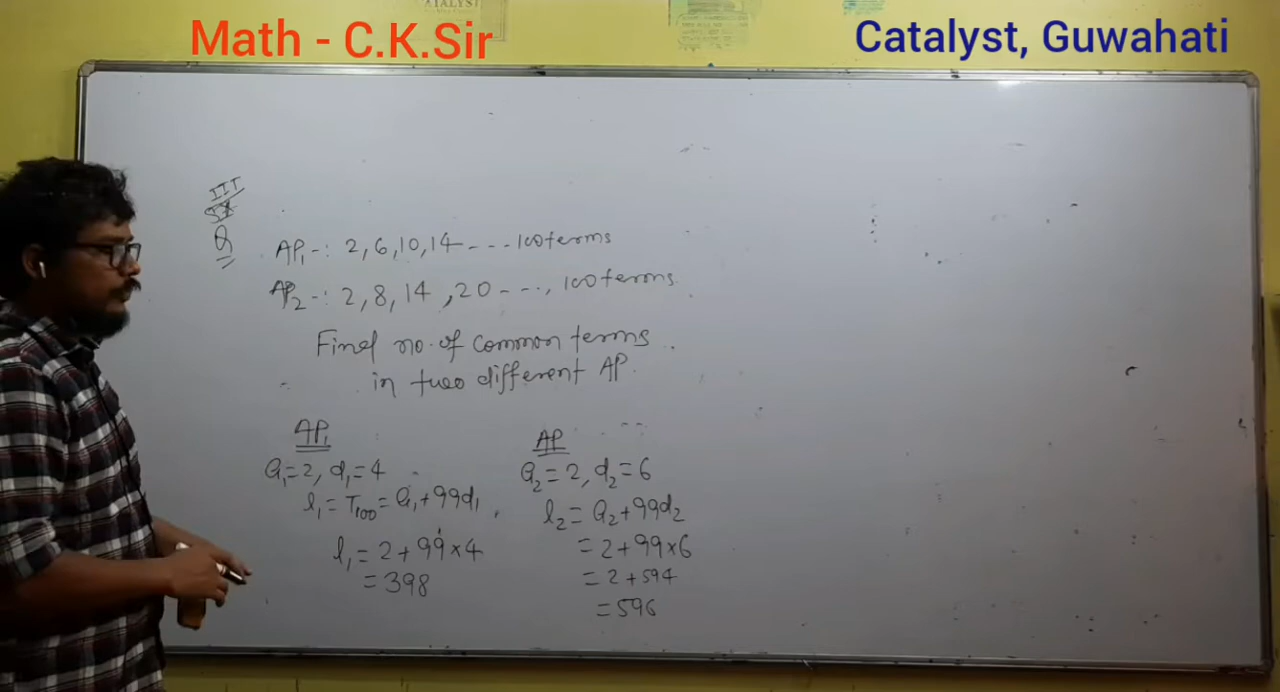 ATALYST
Math - C.K.Sir
Catalyst, Guwahati
III
Q
AP₁ -: 2, 6, 10, 14 - - - 100 terms
AP₂ -: 2, 8, 14, 20 - - - ., 100 terms.
Find no. of common terms.
in two different AP.
AP₁
a₁ = 2, d₁ = 4
l₁ = T₁₀₀ = a₁ + 99d₁
l₁ = 2 + 99 × 4
= 398
AP
a₂ = 2, d₂ = 6
l₂ = a₂ + 99d₂
= 2 + 99 × 6
= 2 + 594
= 596